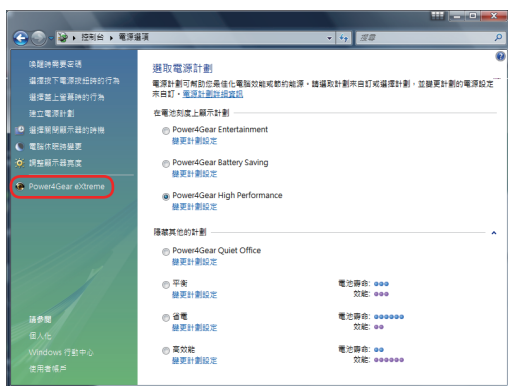 控制台 ▸ 電源選項
搜尋
喚醒時需要密碼
選擇按下電源按鈕時的行為
選擇蓋上螢幕時的行為
建立電源計劃
選擇關閉顯示器的時機
電腦休眠時變更
調整顯示器亮度
Power4Gear eXtreme
請參閱
個人化
Windows 行動中心
使用者帳戶
選取電源計劃
電源計劃可幫助您最佳化電腦效能或節約能源。請選取計劃來自訂或選擇計劃，並變更計劃的電源設定
來自訂。電源計劃詳細資訊
在電池刻度上顯示計劃
Power4Gear Entertainment
變更計劃設定
Power4Gear Battery Saving
變更計劃設定
Power4Gear High Performance
變更計劃設定
隱藏其他的計劃
Power4Gear Quiet Office
變更計劃設定
平衡 電池壽命:
變更計劃設定 效能:
省電 電池壽命:
變更計劃設定 效能:
高效能 電池壽命:
變更計劃設定 效能: